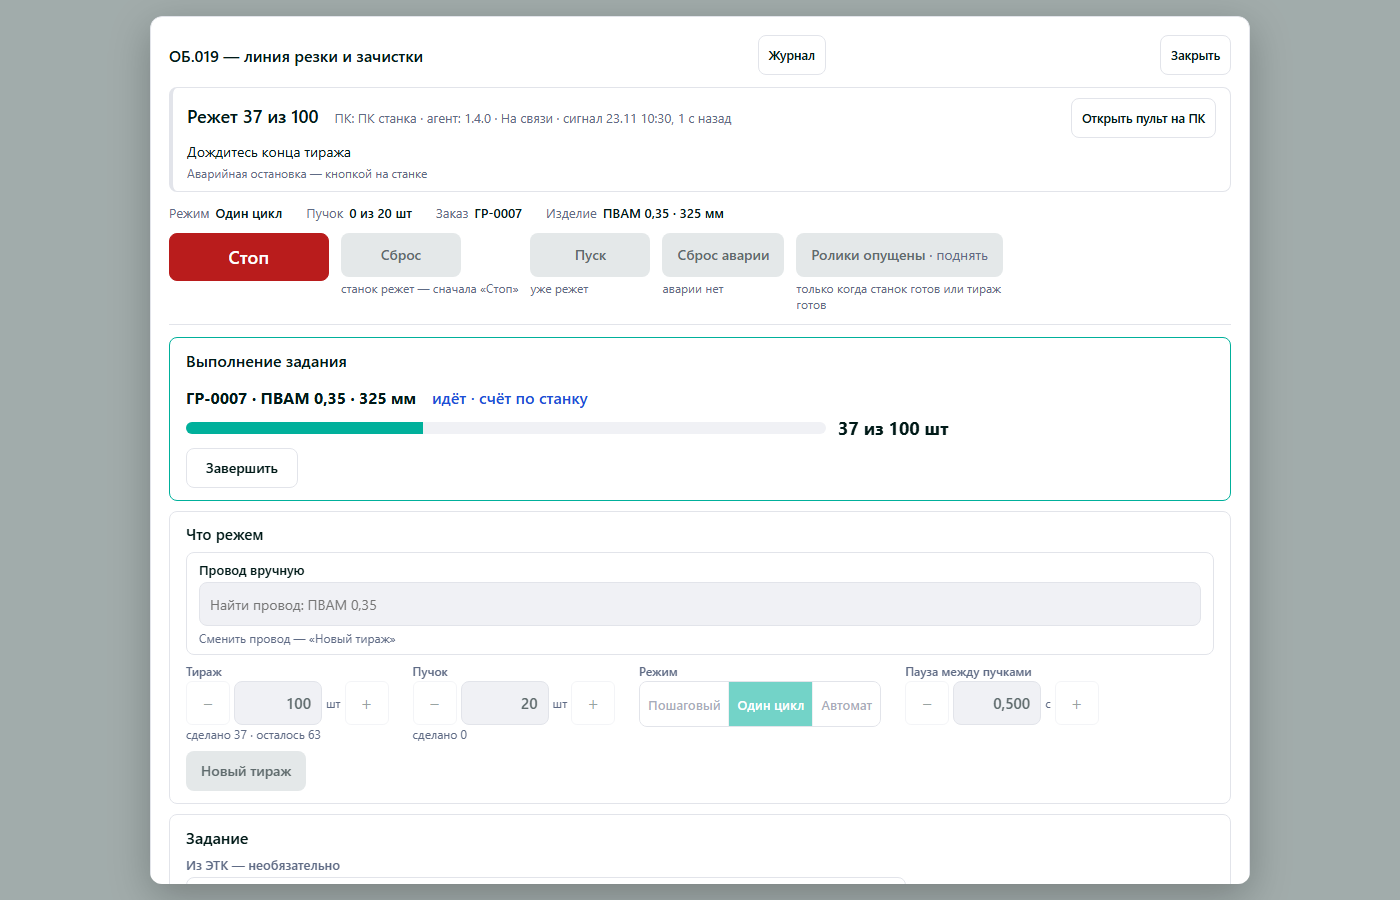 ОБ.019 — линия резки и зачистки
Журнал
Закрыть
Режет 37 из 100
ПК: ПК станка · агент: 1.4.0 · На связи · сигнал 23.11 10:30, 1 с назад
Открыть пульт на ПК
Дождитесь конца тиража
Аварийная остановка — кнопкой на станке
Режим Один цикл
Пучок 0 из 20 шт
Заказ ГР-0007
Изделие ПВАМ 0,35 · 325 мм
Стоп
Сброс
станок режет — сначала «Стоп»
Пуск
уже режет
Сброс аварии
аварии нет
Ролики опущены · поднять
только когда станок готов или тираж
готов
Выполнение задания
ГР-0007 · ПВАМ 0,35 · 325 мм
идёт · счёт по станку
37 из 100 шт
Завершить
Что режем
Провод вручную
Найти провод: ПВАМ 0,35
Сменить провод — «Новый тираж»
Тираж
− 100 шт +
сделано 37 · осталось 63
Пучок
− 20 шт +
сделано 0
Режим
Пошаговый Один цикл Автомат
Пауза между пучками
− 0,500 с +
Новый тираж
Задание
Из ЭТК — необязательно